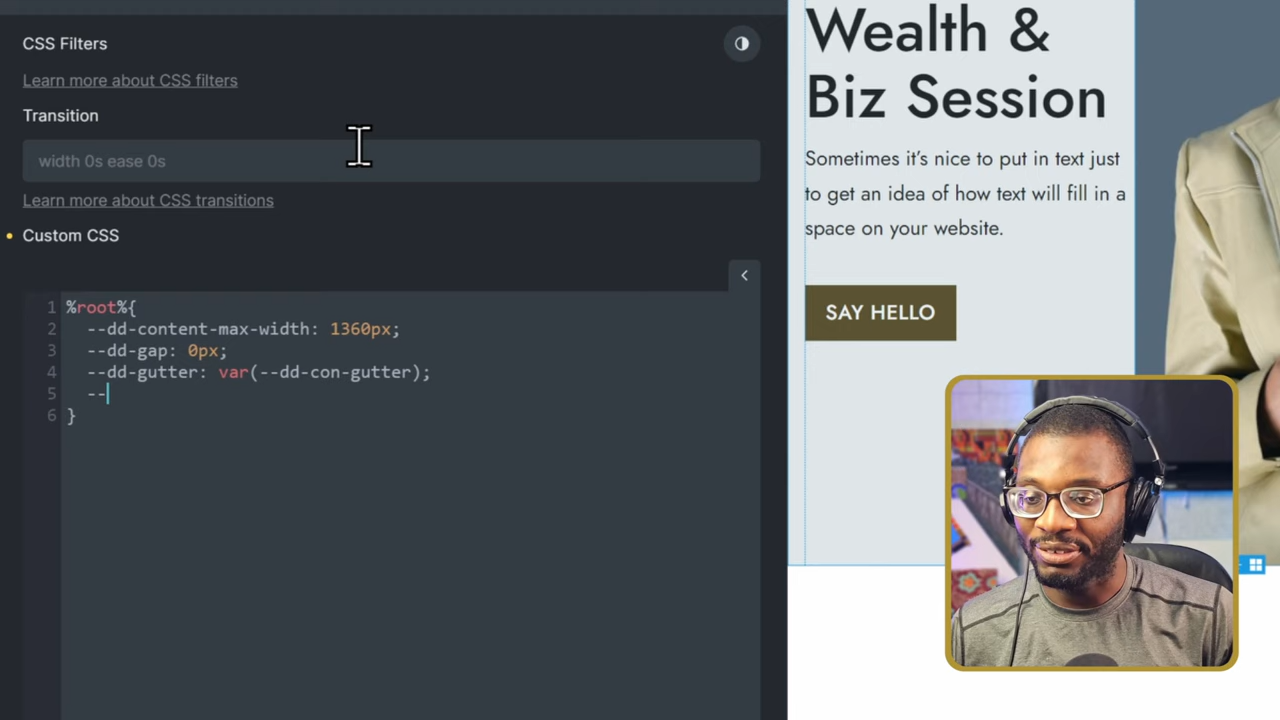 CSS Filters
Learn more about CSS filters
Transition
width 0s ease 0s
Learn more about CSS transitions
Custom CSS
1 %root%{
2 --dd-content-max-width: 1360px;
3 --dd-gap: 0px;
4 --dd-gutter: var(--dd-con-gutter);
5 --
6 }
Wealth &
Biz Session
Sometimes it's nice to put in text just
to get an idea of how text will fill in a
space on your website.
SAY HELLO